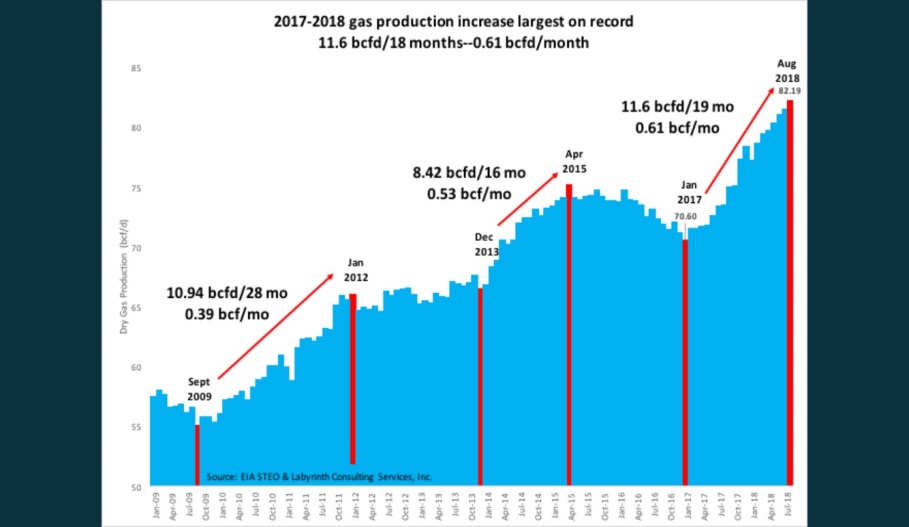 2017-2018 gas production increase largest on record
11.6 bcfd/18 months--0.61 bcfd/month
85
80
75
70
65
60
55
50
Dry Gas Production (bcf/d)
Sept
2009
10.94 bcfd/28 mo
0.39 bcf/mo
Jan
2012
Dec
2013
8.42 bcfd/16 mo
0.53 bcf/mo
Apr
2015
Jan
2017
70.60
11.6 bcfd/19 mo
0.61 bcf/mo
Aug
2018
82.19
Source: EIA STEO & Labyrinth Consulting Services, Inc.
Jan-09
Apr-09
Jul-09
Oct-09
Jan-10
Apr-10
Jul-10
Oct-10
Jan-11
Apr-11
Jul-11
Oct-11
Jan-12
Apr-12
Jul-12
Oct-12
Jan-13
Apr-13
Jul-13
Oct-13
Jan-14
Apr-14
Jul-14
Oct-14
Jan-15
Apr-15
Jul-15
Oct-15
Jan-16
Apr-16
Jul-16
Oct-16
Jan-17
Apr-17
Jul-17
Oct-17
Jan-18
Apr-18
Jul-18